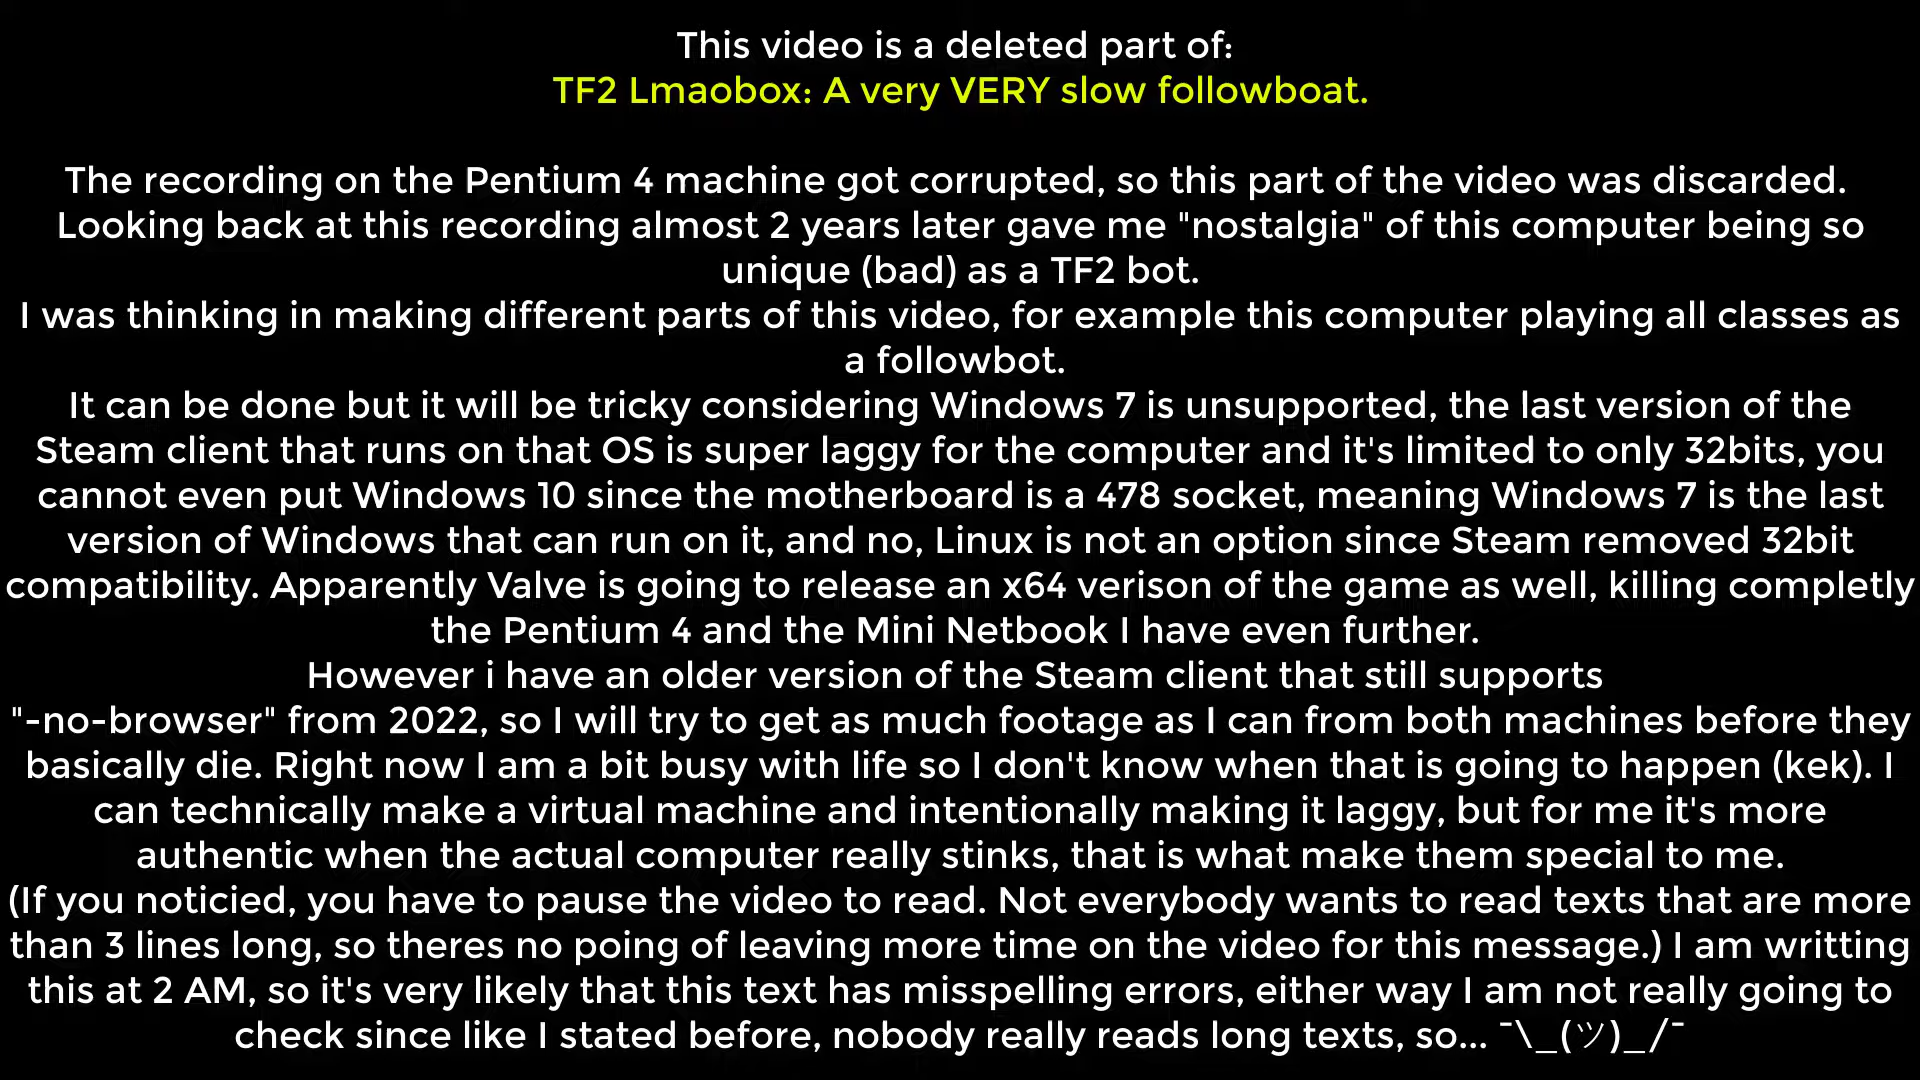 This video is a deleted part of:
TF2 Lmaobox: A very VERY slow followboat.
The recording on the Pentium 4 machine got corrupted, so this part of the video was discarded.
Looking back at this recording almost 2 years later gave me "nostalgia" of this computer being so
unique (bad) as a TF2 bot.
I was thinking in making different parts of this video, for example this computer playing all classes as
a followbot.
It can be done but it will be tricky considering Windows 7 is unsupported, the last version of the
Steam client that runs on that OS is super laggy for the computer and it's limited to only 32bits, you
cannot even put Windows 10 since the motherboard is a 478 socket, meaning Windows 7 is the last
version of Windows that can run on it, and no, Linux is not an option since Steam removed 32bit
compatibility. Apparently Valve is going to release an x64 verison of the game as well, killing completly
the Pentium 4 and the Mini Netbook I have even further.
However i have an older version of the Steam client that still supports
"-no-browser" from 2022, so I will try to get as much footage as I can from both machines before they
basically die. Right now I am a bit busy with life so I don't know when that is going to happen (kek). I
can technically make a virtual machine and intentionally making it laggy, but for me it's more
authentic when the actual computer really stinks, that is what make them special to me.
(If you noticied, you have to pause the video to read. Not everybody wants to read texts that are more
than 3 lines long, so theres no poing of leaving more time on the video for this message.) I am writting
this at 2 AM, so it's very likely that this text has misspelling errors, either way I am not really going to
check since like I stated before, nobody really reads long texts, so... ¯\_(ツ)_/¯